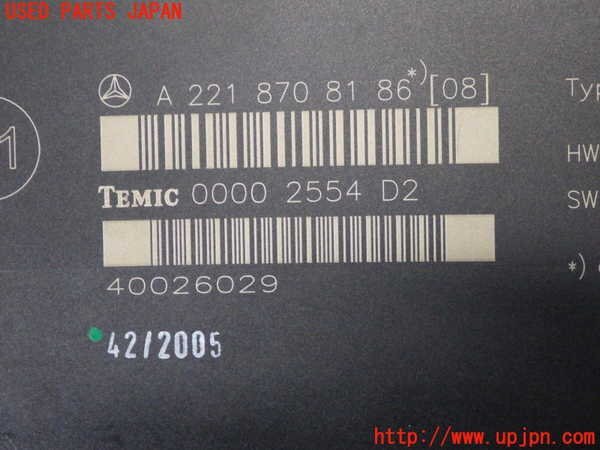 USED PARTS JAPAN
A 221 870 81 86 *) [08]
Typ
1
HW
TEMIC 0000 2554 D2
SW
40026029
*)
42/2005
http://www.upjpn.com/